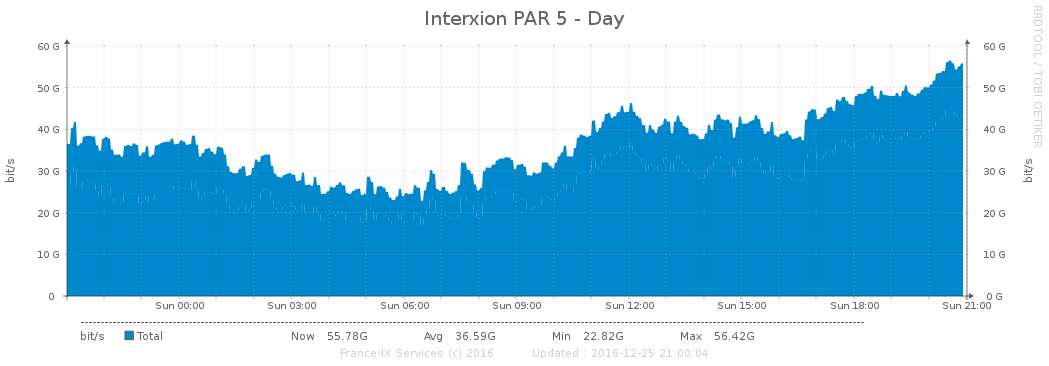 Interxion PAR 5 - Day
RRDTOOL / TOBI OETIKER
60 G 60 G
50 G 50 G
40 G 40 G
30 G 30 G
20 G 20 G
10 G 10 G
0 0 G
bit/s
bit/s
Sun 00:00 Sun 03:00 Sun 06:00 Sun 09:00 Sun 12:00 Sun 15:00 Sun 18:00 Sun 21:00
bit/s Total Now 55.78G Avg 36.59G Min 22.82G Max 56.42G
France-IX Services (c) 2016 Updated : 2016-12-25 21:00:04